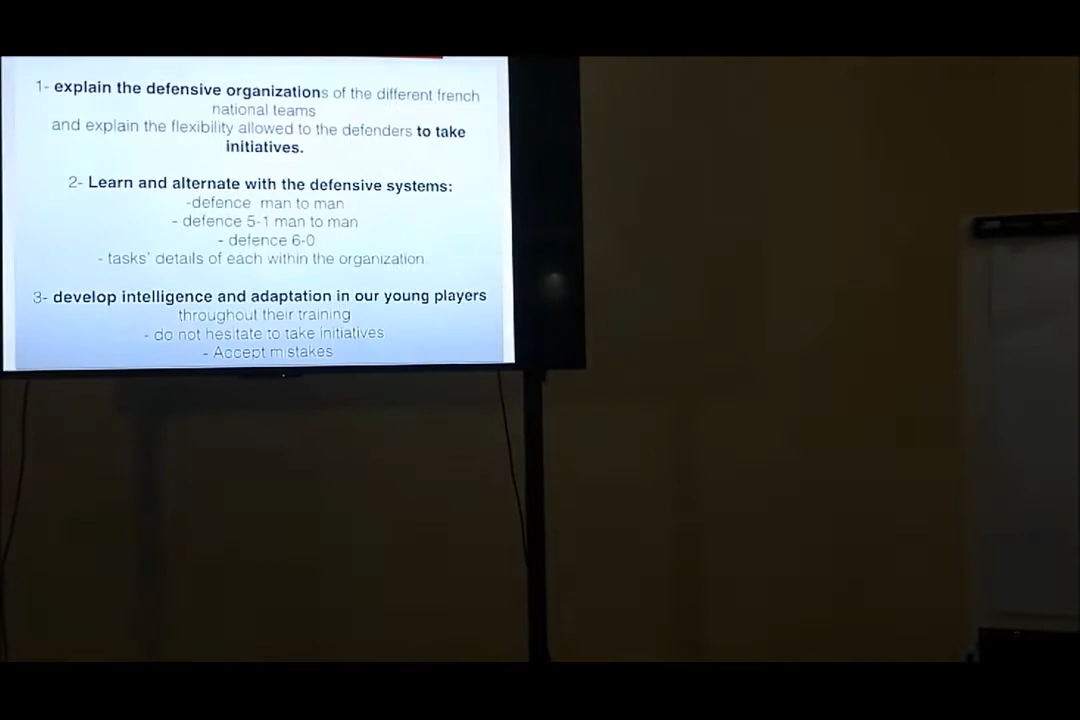 1- explain the defensive organizations of the different french
national teams
and explain the flexibility allowed to the defenders to take
initiatives.
2- Learn and alternate with the defensive systems:
-defence man to man
- defence 5-1 man to man
- defence 6-0
- tasks' details of each within the organization
3- develop intelligence and adaptation in our young players
throughout their training
- do not hesitate to take initiatives
- Accept mistakes